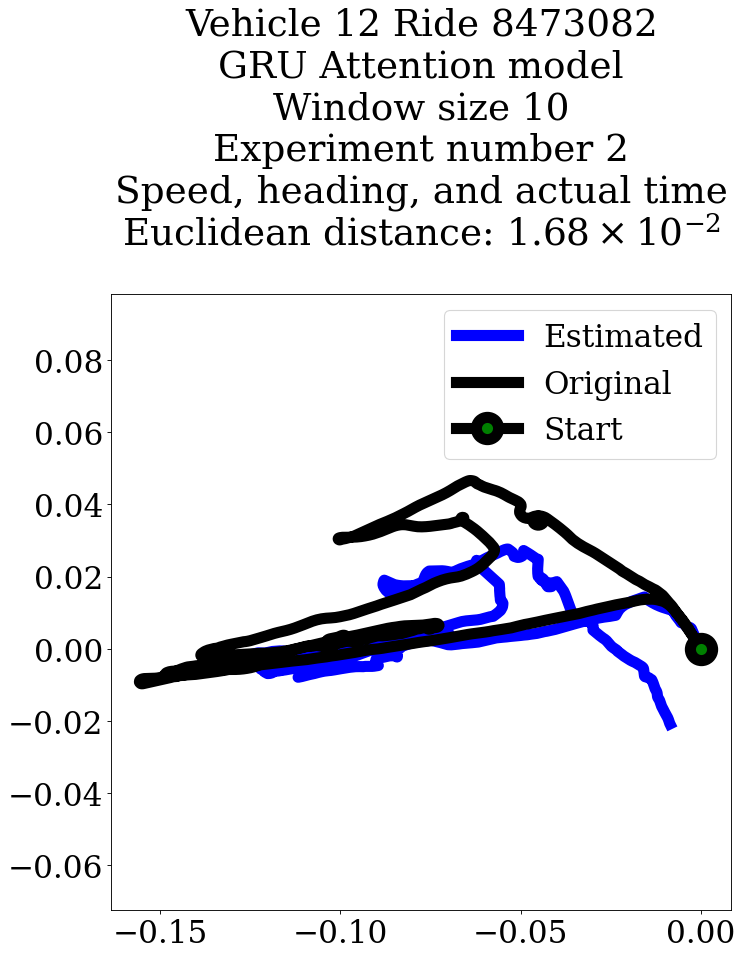 Vehicle 12 Ride 8473082
GRU Attention model
Window size 10
Experiment number 2
Speed, heading, and actual time
Euclidean distance: 1.68 × 10⁻²
Estimated
Original
Start
0.08
0.06
0.04
0.02
0.00
−0.02
−0.04
−0.06
−0.15 −0.10 −0.05 0.00